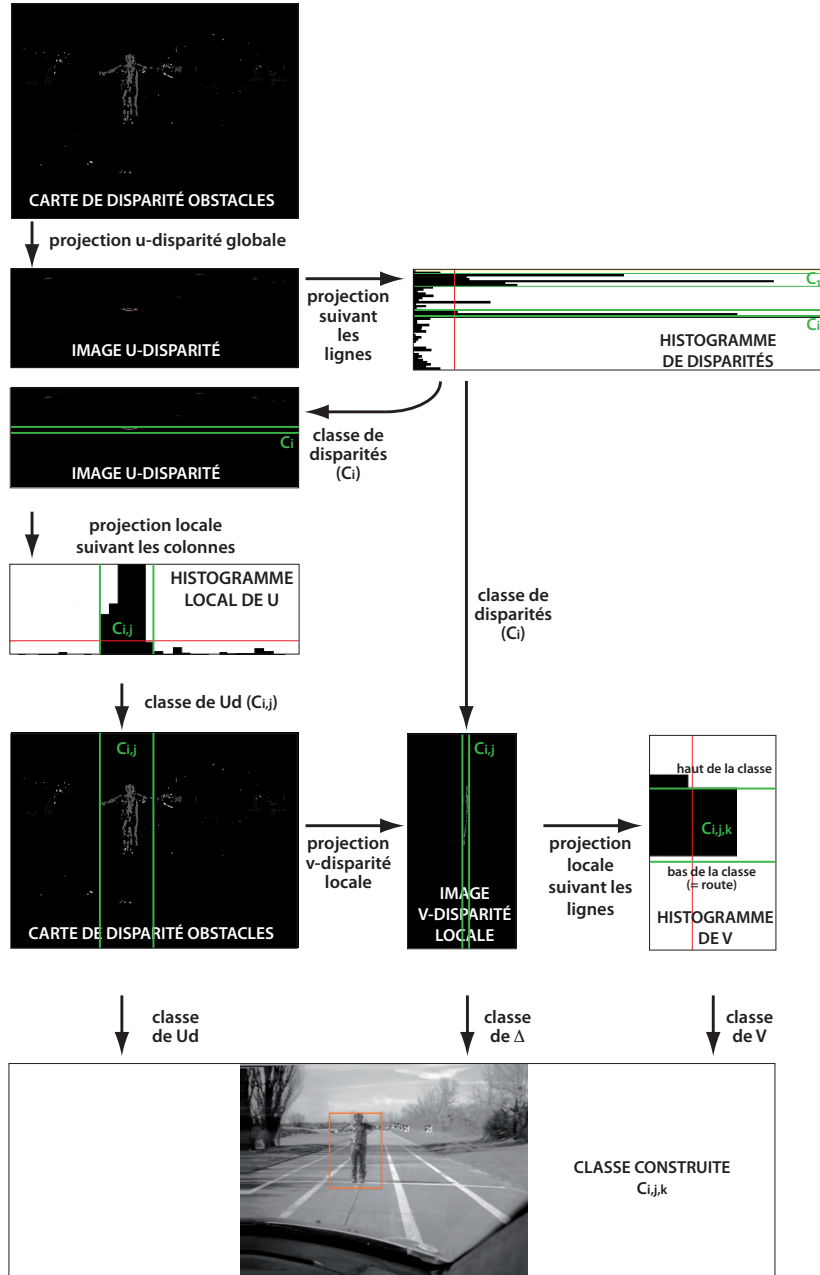 CARTE DE DISPARITÉ OBSTACLES
projection u-disparité globale
IMAGE U-DISPARITÉ
projection
suivant
les
lignes
C1
Ci
HISTOGRAMME
DE DISPARITÉS
Ci
IMAGE U-DISPARITÉ
classe de
disparités
(Ci)
projection locale
suivant les colonnes
HISTOGRAMME
LOCAL DE U
Ci,j
classe de
disparités
(Ci)
classe de Ud (Ci,j)
Ci,j
CARTE DE DISPARITÉ OBSTACLES
projection
v-disparité
locale
Ci,j
IMAGE
V-DISPARITÉ
LOCALE
projection
locale
suivant les
lignes
haut de la classe
Ci,j,k
bas de la classe
(= route)
HISTOGRAMME
DE V
classe
de Ud
classe
de Δ
classe
de V
CLASSE CONSTRUITE
Ci,j,k